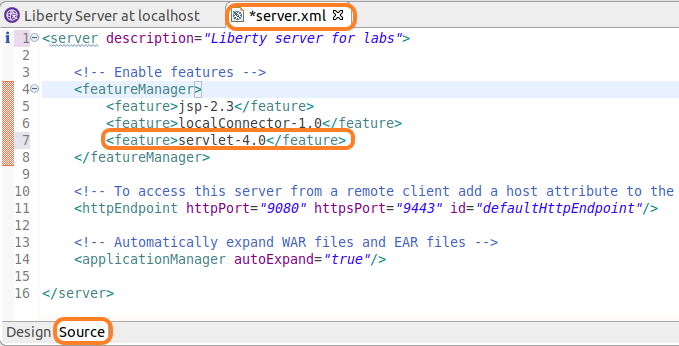 Liberty Server at localhost
*server.xml
1 <server description="Liberty server for labs">
2
3     <!-- Enable features -->
4     <featureManager>
5         <feature>jsp-2.3</feature>
6         <feature>localConnector-1.0</feature>
7         <feature>servlet-4.0</feature>
8     </featureManager>
9
10     <!-- To access this server from a remote client add a host attribute to the
11     <httpEndpoint httpPort="9080" httpsPort="9443" id="defaultHttpEndpoint"/>
12
13     <!-- Automatically expand WAR files and EAR files -->
14     <applicationManager autoExpand="true"/>
15
16 </server>
Design Source